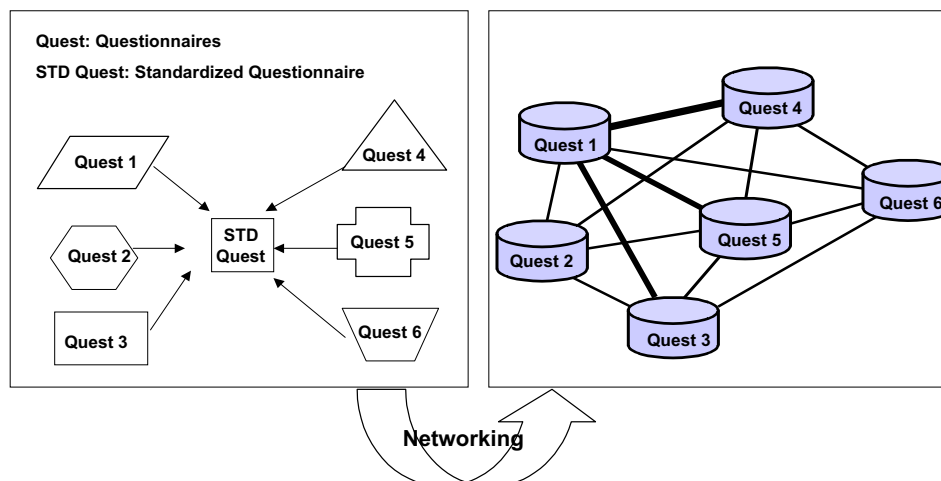 Quest: Questionnaires
STD Quest: Standardized Questionnaire
Quest 1
Quest 4
STD
Quest
Quest 2
Quest 5
Quest 3
Quest 6
Quest 4
Quest 1
Quest 6
Quest 5
Quest 2
Quest 3
Networking